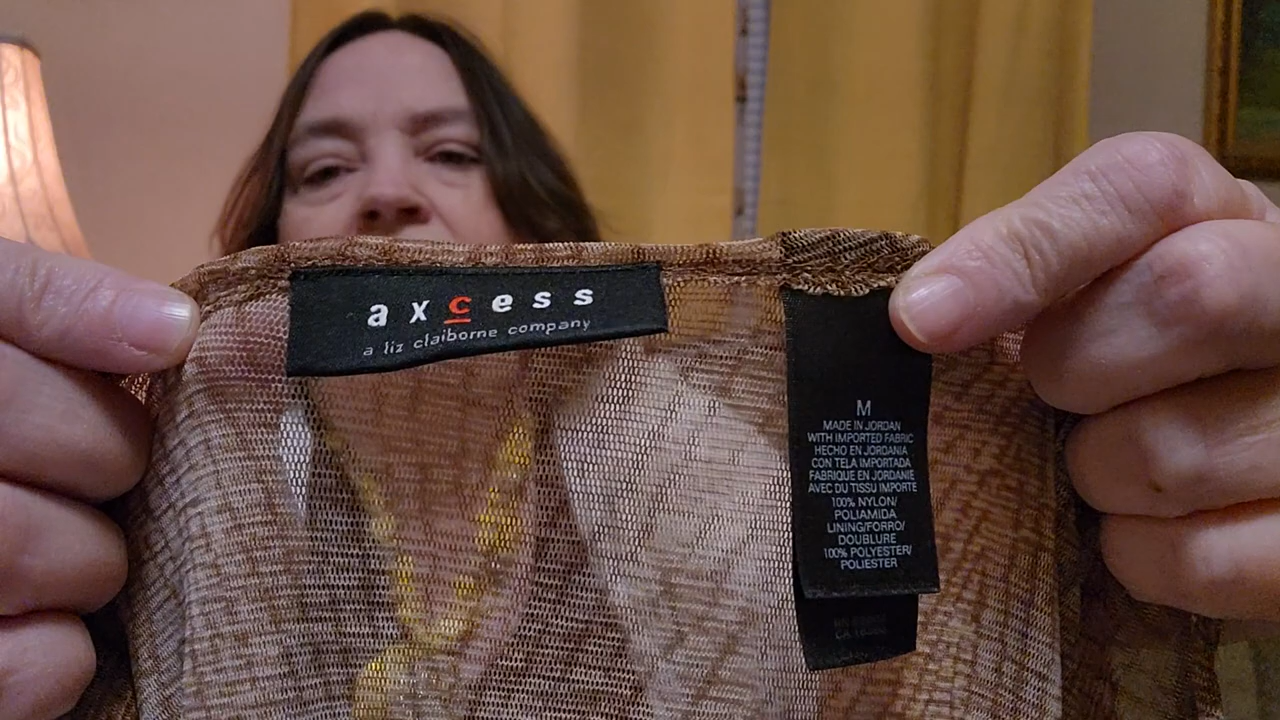 axcess
a liz claiborne company
M
MADE IN JORDAN
WITH IMPORTED FABRIC
HECHO EN JORDANIA
CON TELA IMPORTADA
FABRIQUE EN JORDANIE
AVEC DU TISSU IMPORTE
100% NYLON/
POLIAMIDA
LINING/FORRO/
DOUBLURE
100% POLYESTER/
POLIESTER